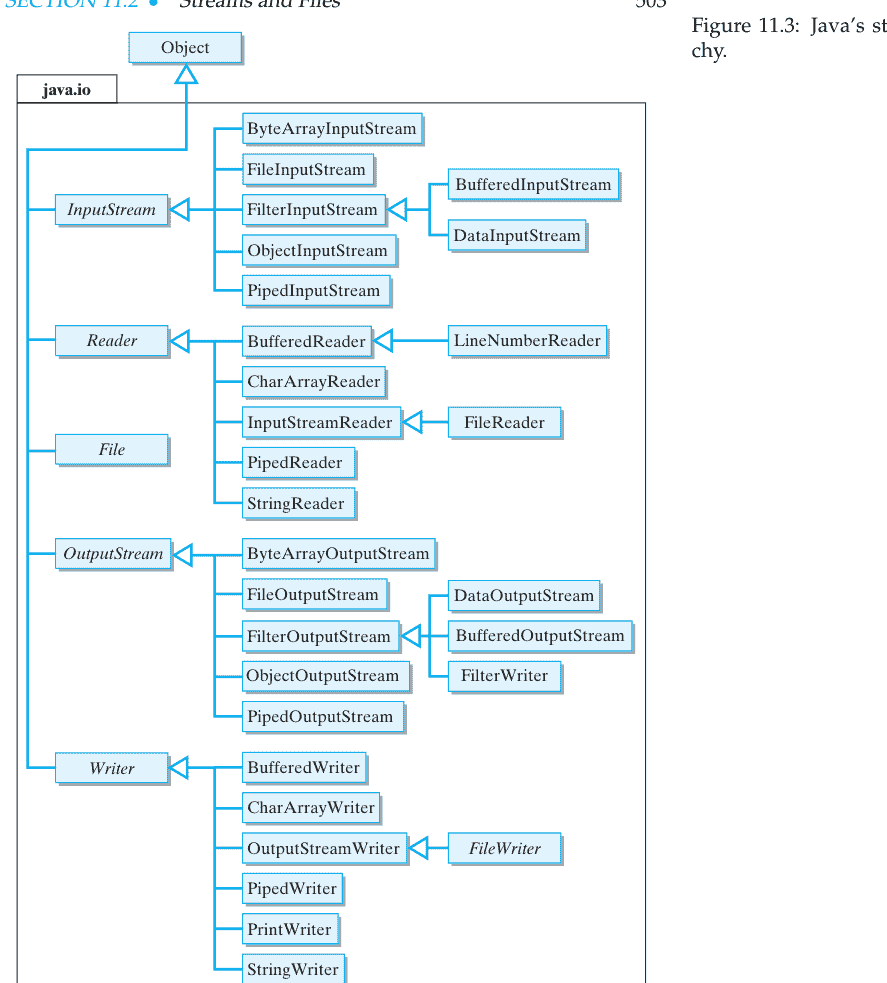 SECTION 11.2 • Streams and Files 505
Figure 11.3: Java's st
chy.
Object
java.io
ByteArrayInputStream
FileInputStream
BufferedInputStream
InputStream
FilterInputStream
DataInputStream
ObjectInputStream
PipedInputStream
Reader
BufferedReader
LineNumberReader
CharArrayReader
InputStreamReader
FileReader
File
PipedReader
StringReader
OutputStream
ByteArrayOutputStream
FileOutputStream
DataOutputStream
FilterOutputStream
BufferedOutputStream
ObjectOutputStream
FilterWriter
PipedOutputStream
Writer
BufferedWriter
CharArrayWriter
OutputStreamWriter
FileWriter
PipedWriter
PrintWriter
StringWriter